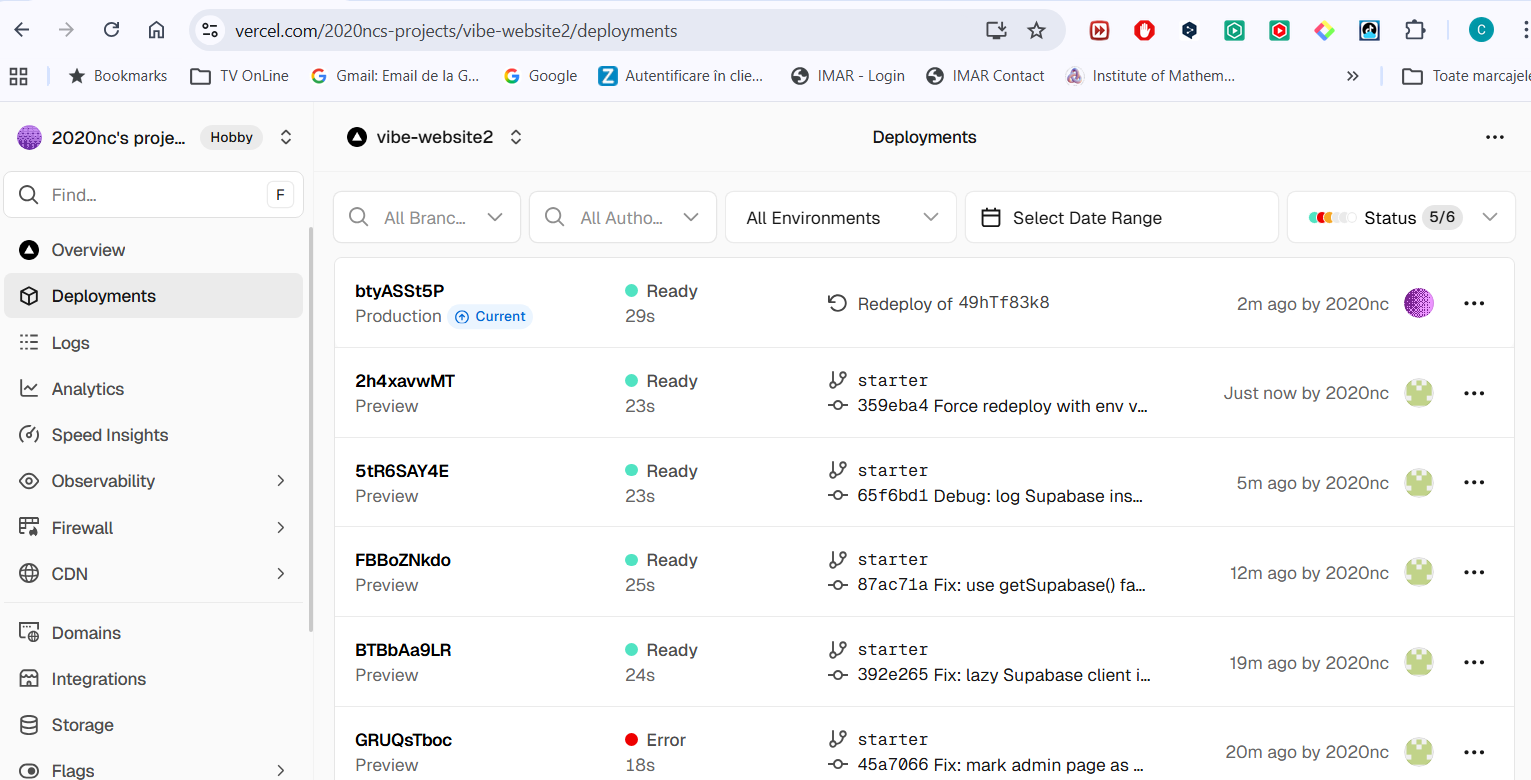 vercel.com/2020ncs-projects/vibe-website2/deployments
C
Bookmarks
TV OnLine
Gmail: Email de la G...
Google
Z
Autentificare în clie...
IMAR - Login
IMAR Contact
Institute of Mathem...
»
Toate marcajele
2020nc's proje...
Hobby
vibe-website2
Deployments
Find...
F
All Branc...
All Autho...
All Environments
Select Date Range
Status
5/6
Overview
Deployments
Logs
Analytics
Speed Insights
Observability
Firewall
CDN
Domains
Integrations
Storage
Flags
btyASSt5P
Production
Current
Ready
29s
Redeploy of 49hTf83k8
2m ago by 2020nc
2h4xavwMT
Preview
Ready
23s
starter
359eba4 Force redeploy with env v...
Just now by 2020nc
5tR6SAY4E
Preview
Ready
23s
starter
65f6bd1 Debug: log Supabase ins...
5m ago by 2020nc
FBBoZNkdo
Preview
Ready
25s
starter
87ac71a Fix: use getSupabase() fa...
12m ago by 2020nc
BTBbAa9LR
Preview
Ready
24s
starter
392e265 Fix: lazy Supabase client i...
19m ago by 2020nc
GRUQsTboc
Preview
Error
18s
starter
45a7066 Fix: mark admin page as ...
20m ago by 2020nc